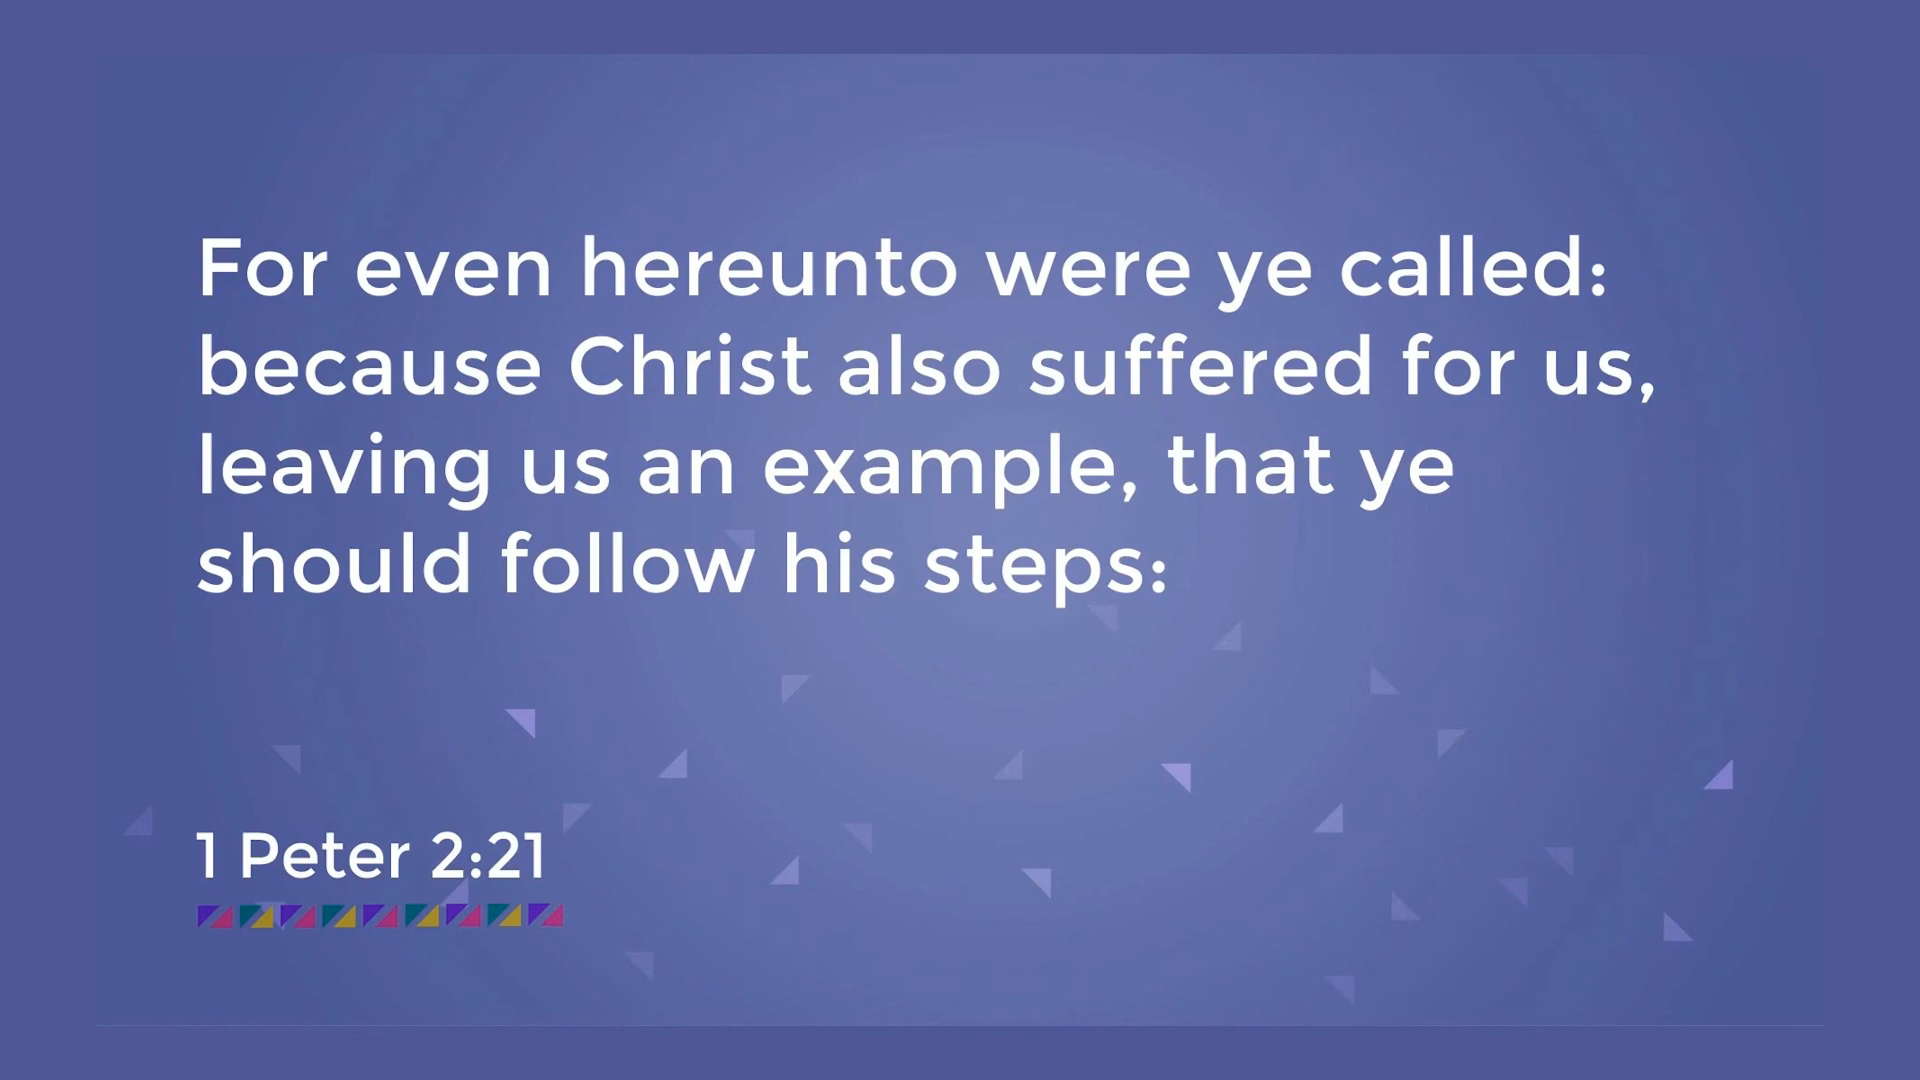 For even hereunto were ye called:
because Christ also suffered for us,
leaving us an example, that ye
should follow his steps:
1 Peter 2:21